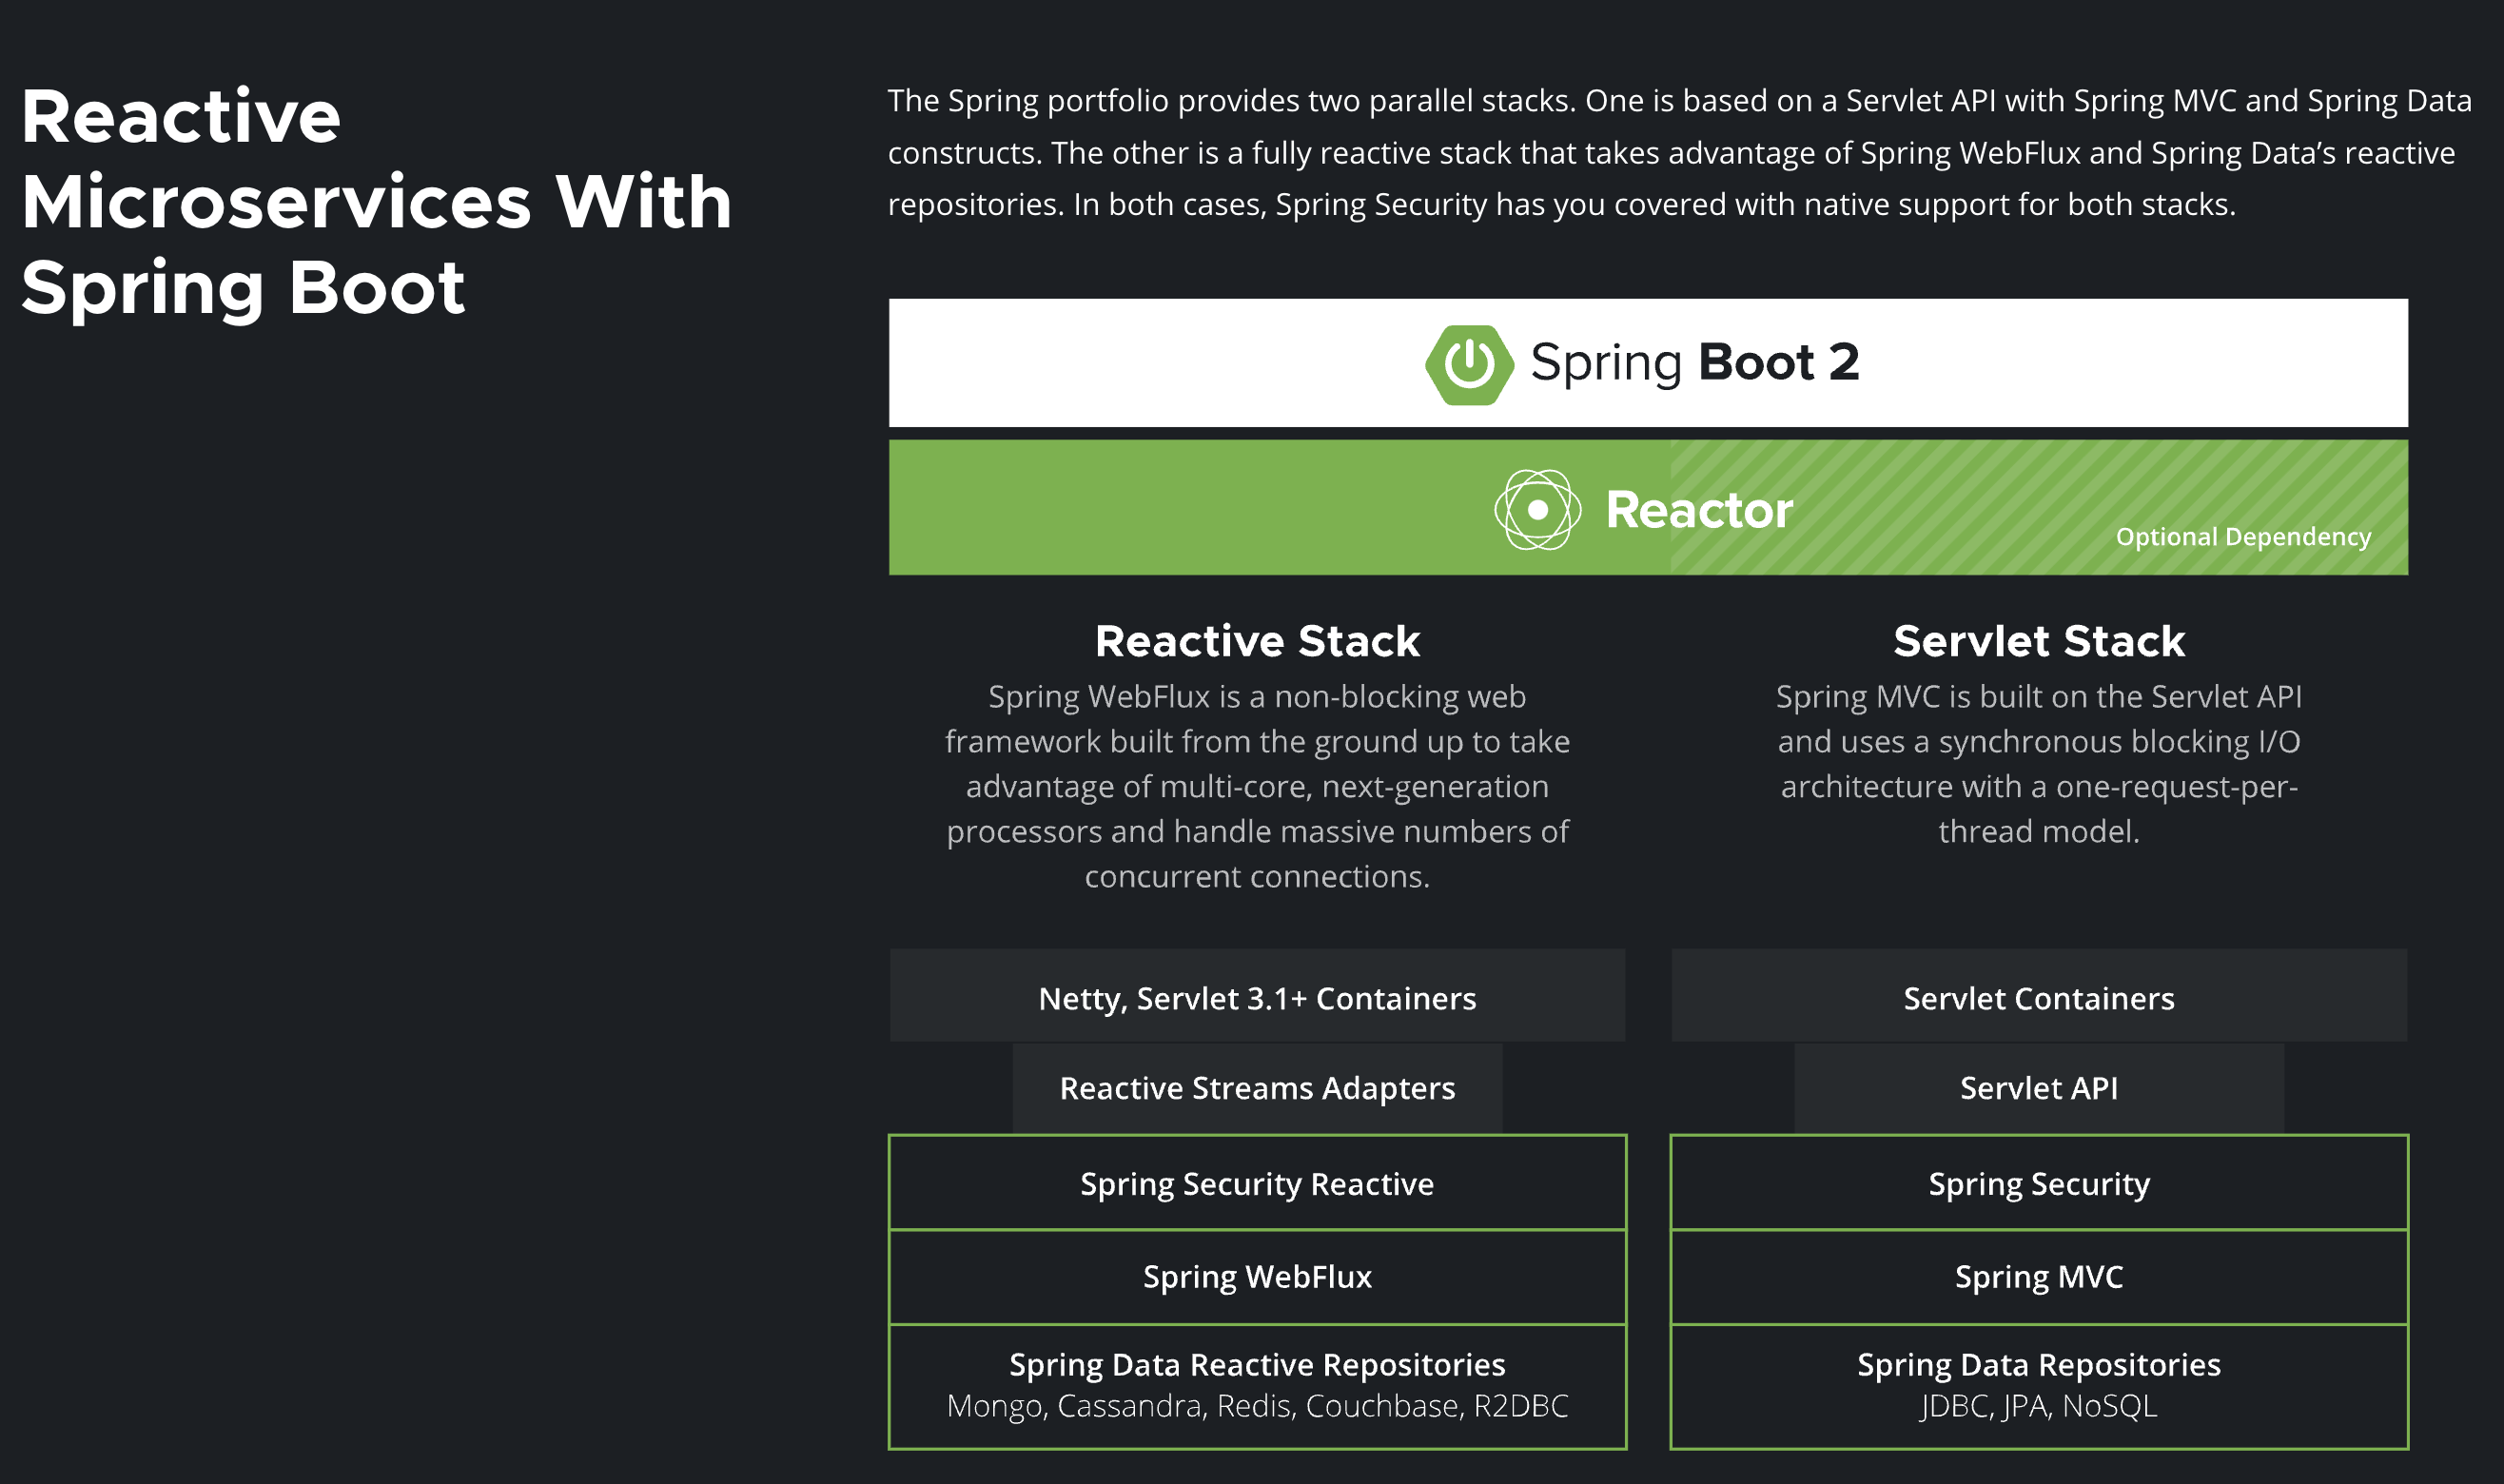 Reactive
Microservices With
Spring Boot
The Spring portfolio provides two parallel stacks. One is based on a Servlet API with Spring MVC and Spring Data
constructs. The other is a fully reactive stack that takes advantage of Spring WebFlux and Spring Data’s reactive
repositories. In both cases, Spring Security has you covered with native support for both stacks.
Spring Boot 2
Reactor
Optional Dependency
Reactive Stack
Spring WebFlux is a non-blocking web
framework built from the ground up to take
advantage of multi-core, next-generation
processors and handle massive numbers of
concurrent connections.
Servlet Stack
Spring MVC is built on the Servlet API
and uses a synchronous blocking I/O
architecture with a one-request-per-
thread model.
Netty, Servlet 3.1+ Containers
Reactive Streams Adapters
Spring Security Reactive
Spring WebFlux
Spring Data Reactive Repositories
Mongo, Cassandra, Redis, Couchbase, R2DBC
Servlet Containers
Servlet API
Spring Security
Spring MVC
Spring Data Repositories
JDBC, JPA, NoSQL